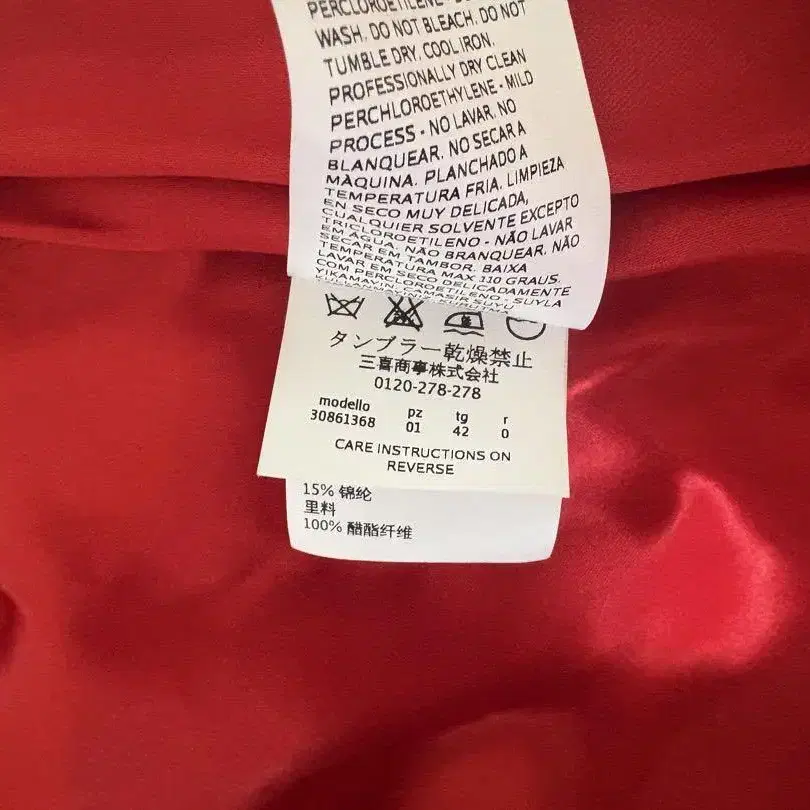 PERCLOROETILENE
WASH. DO NOT BLEACH. DO NOT
TUMBLE DRY. COOL IRON.
PROFESSIONALLY DRY CLEAN
PERCHLOROETHYLENE - MILD
PROCESS - NO LAVAR. NO
BLANQUEAR. NO SECAR A
MÀQUINA. PLANCHADO A
TEMPERATURA FRIA. LIMPIEZA
EN SECO MUY DELICADA,
CUALQUIER SOLVENTE EXCEPTO
TRICLOROETILENO - NÃO LAVAR
EM ÁGUA. NÃO BRANQUEAR. NÃO
SECAR EM TAMBOR. BAIXA
TEMPERATURA MAX 110 GRAUS.
LAVAR EM SECO DELICADAMENTE
COM PERCLOROETILENO - SUYLA
YIKAMAYIN. ÇAMASIR SUYU
タンブラー乾燥禁止
三喜商事株式会社
0120-278-278
modello pz tg r
30861368 01 42 0
CARE INSTRUCTIONS ON
REVERSE
15% 锦纶
里料
100% 醋酯纤维